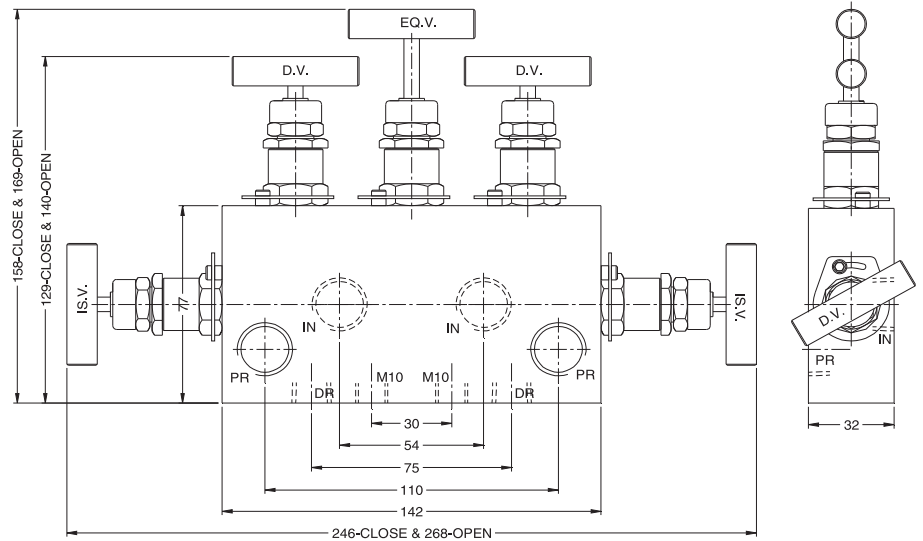 EQ.V.
D.V.
D.V.
158-CLOSE & 169-OPEN
129-CLOSE & 140-OPEN
IS.V.
77
IN
IN
IS.V.
D.V.
PR
M10
M10
PR
DR
DR
PR
IN
30
32
54
75
110
142
246-CLOSE & 268-OPEN